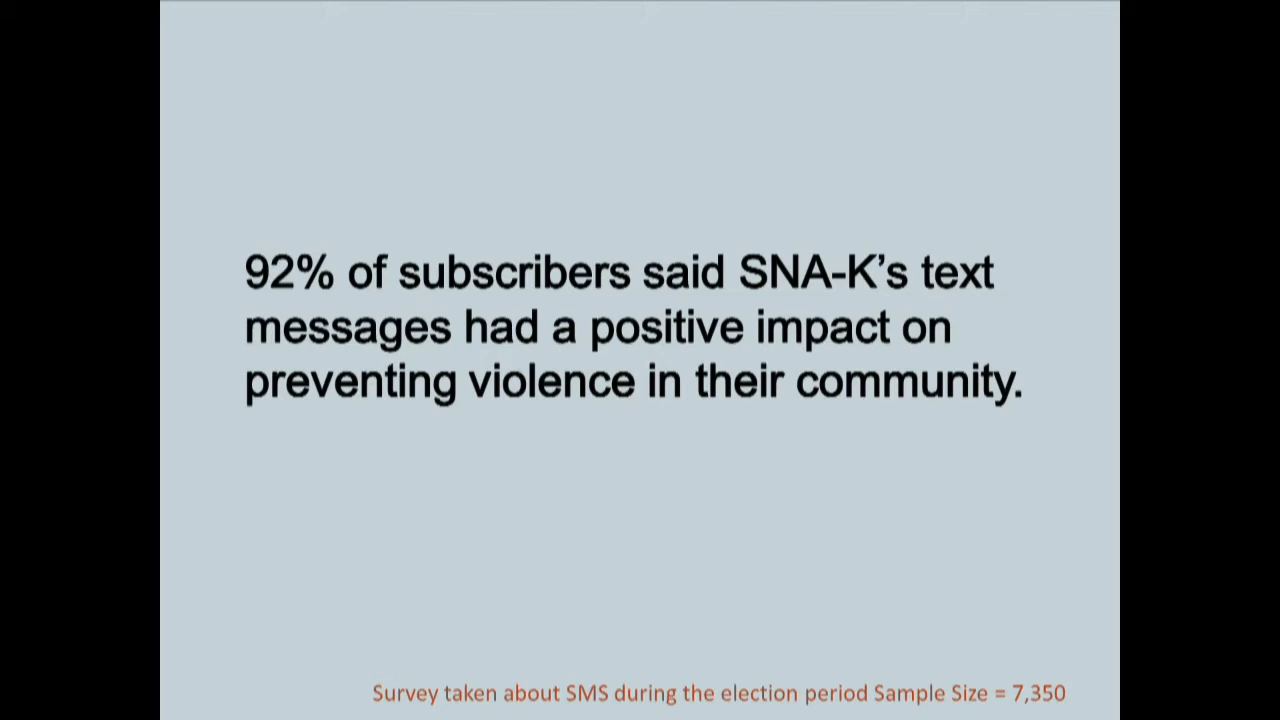 92% of subscribers said SNA-K’s text
messages had a positive impact on
preventing violence in their community.
Survey taken about SMS during the election period Sample Size = 7,350